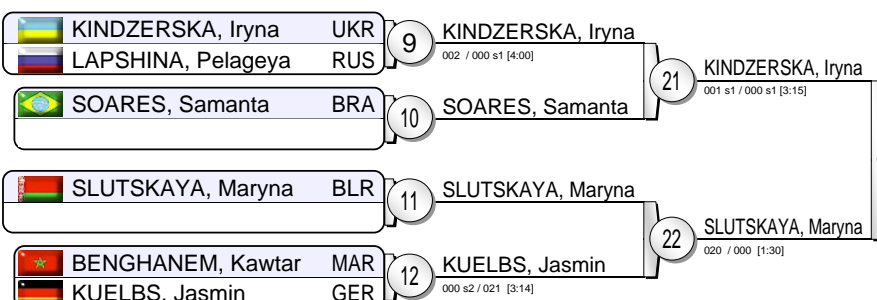 KINDZERSKA, Iryna UKR
LAPSHINA, Pelageya RUS
9
KINDZERSKA, Iryna
002 / 000 s1 [4:00]
SOARES, Samanta BRA
10
SOARES, Samanta
21
KINDZERSKA, Iryna
001 s1 / 000 s1 [3:15]
SLUTSKAYA, Maryna BLR
11
SLUTSKAYA, Maryna
BENGHANEM, Kawtar MAR
KUELBS, Jasmin GER
12
KUELBS, Jasmin
000 s2 / 021 [3:14]
22
SLUTSKAYA, Maryna
020 / 000 [1:30]